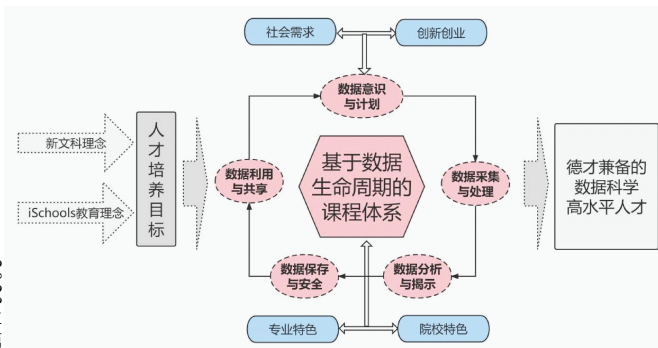 社会需求
创新创业
数据意识
与计划
新文科理念
iSchools教育理念
人
才
培
养
目
标
数据利用
与共享
基于数据
生命周期的
课程体系
数据采集
与处理
德才兼备的
数据科学
高水平人才
数据保存
与安全
数据分析
与揭示
专业特色
院校特色